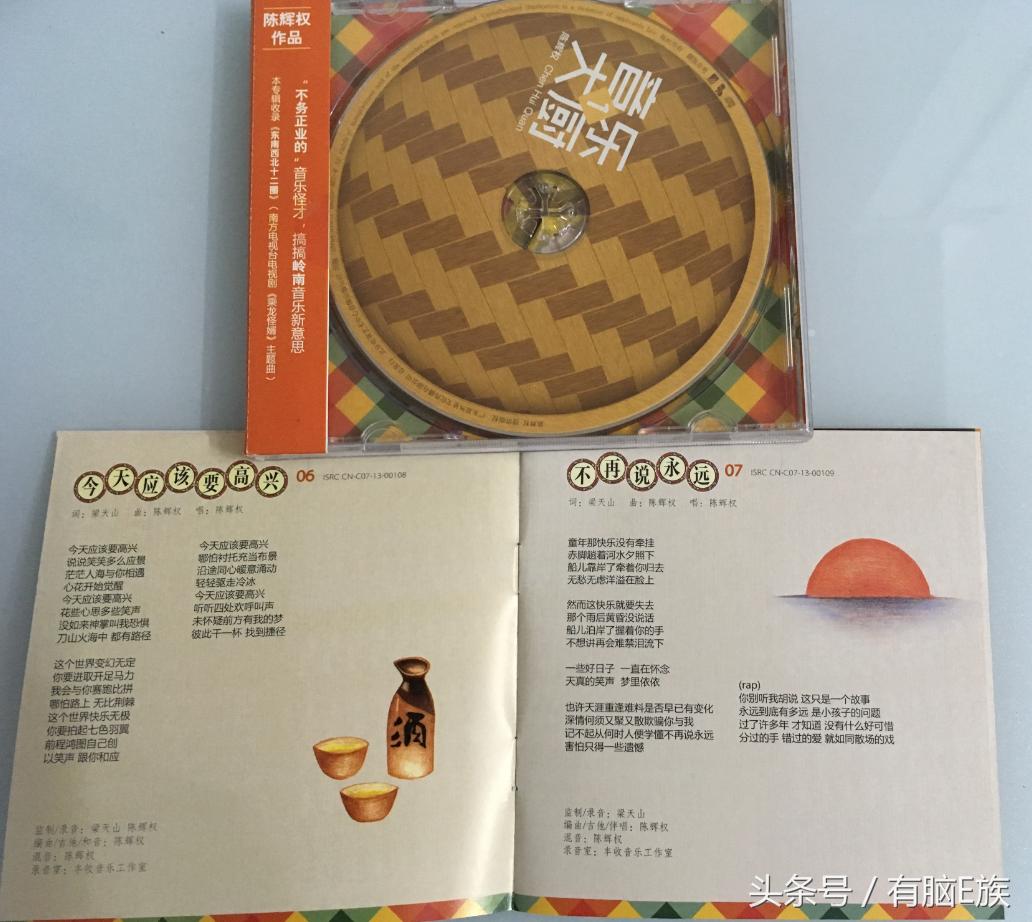 陈辉权
作品
“不务正业的”音乐怪才，搞搞岭南音乐新意思
本专辑收录《东南西北十二圈》（南方电视台电视剧《乘龙怪婿》主题曲）
音乐
大厨
陈辉权 Chen Hui Quan
今天应该要高兴 06 ISRC CN-C07-13-00108
词：梁天山 曲：陈辉权 唱：陈辉权
今天应该要高兴
说说笑笑多么应景
茫茫人海与你相遇
心花开始觉醒
今天应该要高兴
花些心思多些笑声
没如来神掌叫我恐惧
刀山火海中 都有路径
这个世界变幻无定
你要进取开足马力
我会与你赛跑比拼
哪怕路上 无比荆棘
这个世界快乐无极
你要拍起七色羽翼
前程鸿图自己创
以笑声 跟你和应
今天应该要高兴
哪怕衬托充当布景
沿途同心暖意涌动
轻轻驱走冷冰
今天应该要高兴
听听四处欢呼叫声
未怀疑前方有我的梦
彼此干一杯 找到捷径
酒
监制/录音：梁天山 陈辉权
编曲/吉他/和音：陈辉权
混音：陈辉权
录音室：丰收音乐工作室
不再说永远 07 ISRC CN-C07-13-00109
词：梁天山 曲：陈辉权 唱：陈辉权
童年那快乐没有牵挂
赤脚趟着河水夕照下
船儿靠岸了牵着你归去
无愁无虑洋溢在脸上
然而这快乐就要失去
那个雨后黄昏没说话
船儿泊岸了握着你的手
不想讲再会难禁泪流下
一些好日子 一直在怀念
天真的笑声 梦里依依
也许天涯重逢难料是否早已有变化
深情何须又聚又散欺骗你与我
记不起从何时人便学懂不再说永远
害怕只得一些遗憾
(rap)
你别听我胡说 这只是一个故事
永远到底有多远 是小孩子的问题
过了许多年 才知道 没有什么好可惜
分过的手 错过的爱 就如同散场的戏
监制/录音：梁天山
编曲/吉他/伴唱：陈辉权
混音：陈辉权
录音室：丰收音乐工作室
头条号 / 有脑E族